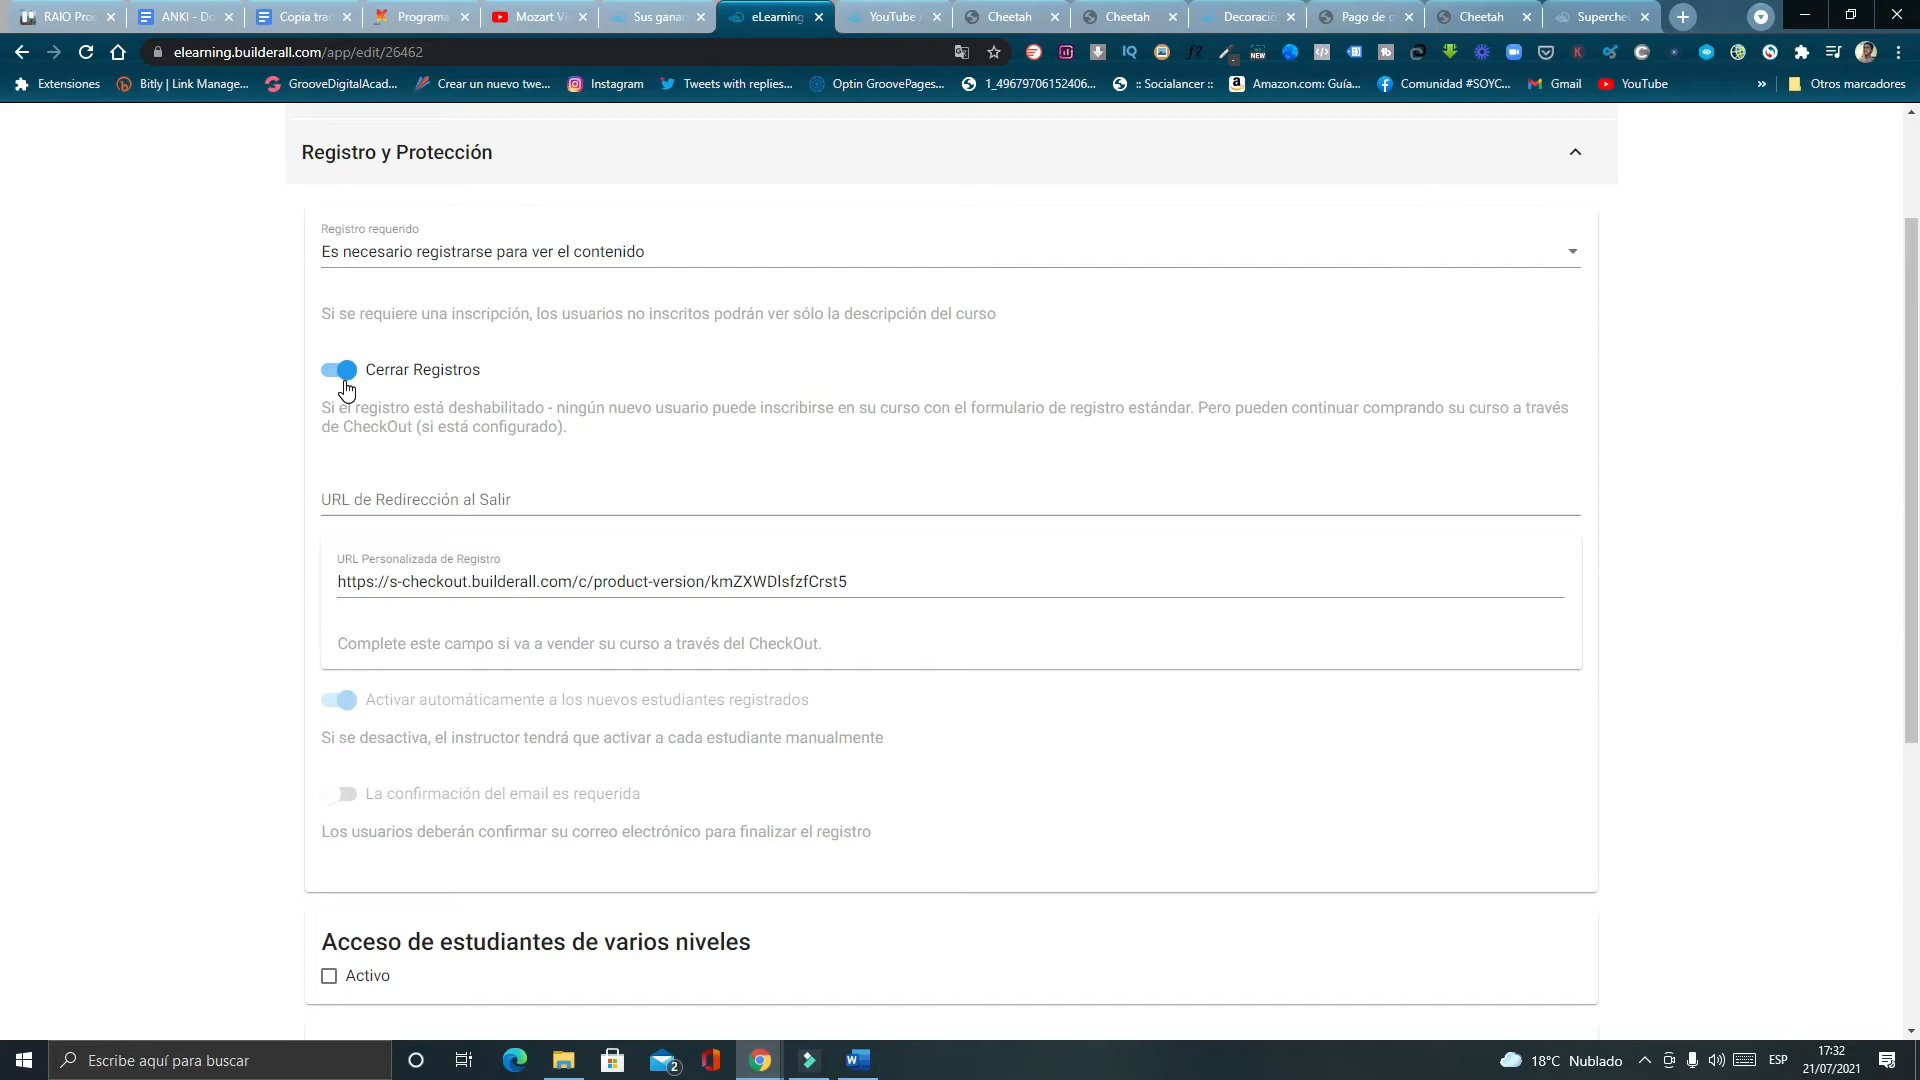 RAIO Pro
ANKI - Do
Copia tra
Programa
Mozart Vi
Sus gana
eLearning
YouTube
Cheetah
Cheetah
Decoració
Pago de c
Cheetah
Superche
elearning.builderall.com/app/edit/26462
Extensiones
Bitly | Link Manage...
GrooveDigitalAcad...
Crear un nuevo twe...
Instagram
Tweets with replies...
Optin GroovePages...
1_49679706152406...
:: Socialancer ::
Amazon.com: Guía...
Comunidad #SOYC...
Gmail
YouTube
»
Otros marcadores
Registro y Protección
Registro requerido
Es necesario registrarse para ver el contenido
Si se requiere una inscripción, los usuarios no inscritos podrán ver sólo la descripción del curso
Cerrar Registros
Si el registro está deshabilitado - ningún nuevo usuario puede inscribirse en su curso con el formulario de registro estándar. Pero pueden continuar comprando su curso a través
de CheckOut (si está configurado).
URL de Redirección al Salir
URL Personalizada de Registro
https://s-checkout.builderall.com/c/product-version/kmZXWDlsfzfCrst5
Complete este campo si va a vender su curso a través del CheckOut.
Activar automáticamente a los nuevos estudiantes registrados
Si se desactiva, el instructor tendrá que activar a cada estudiante manualmente
La confirmación del email es requerida
Los usuarios deberán confirmar su correo electrónico para finalizar el registro
Acceso de estudiantes de varios niveles
Activo
Escribe aquí para buscar
2
18°C Nublado
ESP
17:32
21/07/2021